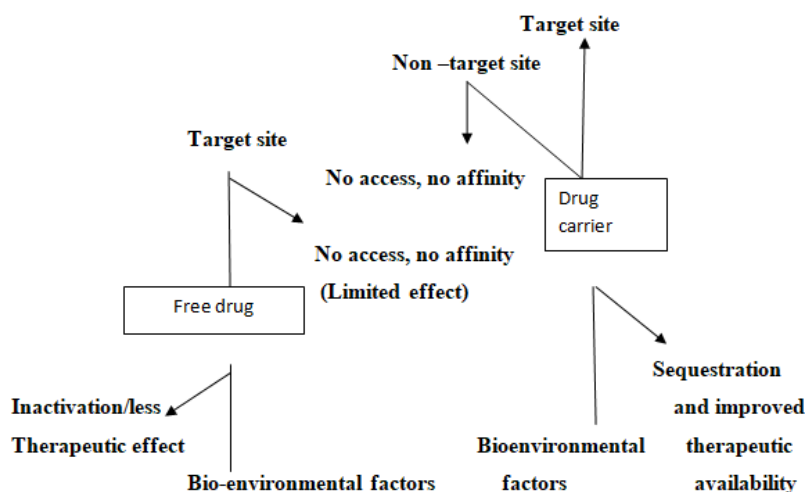 Target site
Non –target site
Target site
No access, no affinity
Drug
carrier
No access, no affinity
(Limited effect)
Free drug
Sequestration
and improved
therapeutic
availability
Inactivation/less
Therapeutic effect
Bioenvironmental
factors
Bio-environmental factors